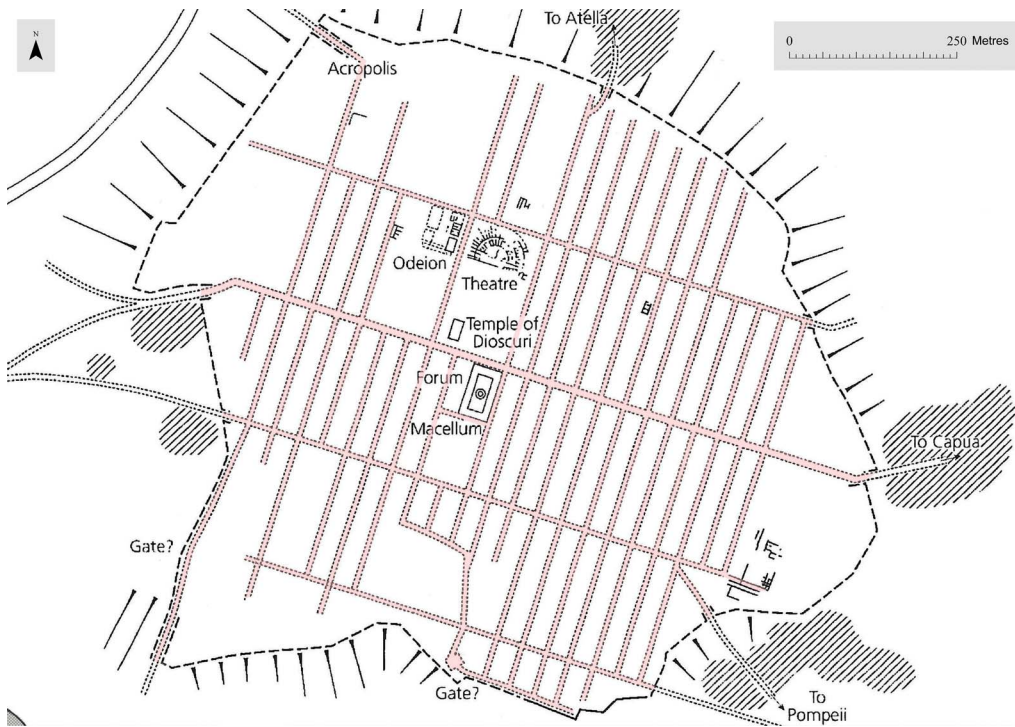 To Atella
N
0 250 Metres
Acropolis
Odeion
Theatre
Temple of
Dioscuri
Forum
Macellum
To Capua
Gate?
Gate?
To
Pompeii